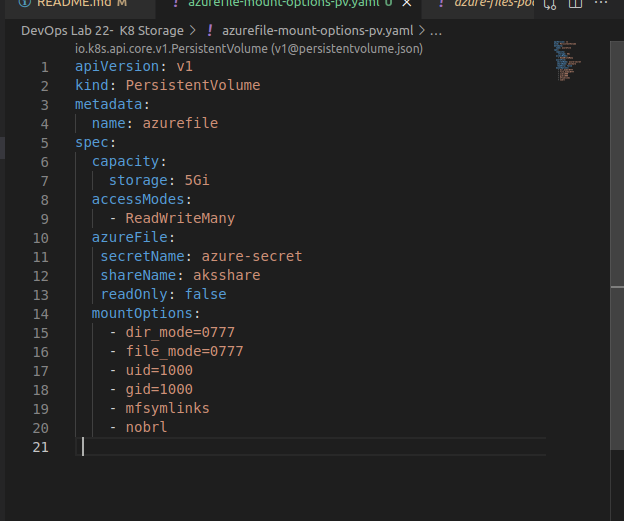 README.md M
! azurefile-mount-options-pv.yaml U ×
! azure-files-po
DevOps Lab 22- K8 Storage > ! azurefile-mount-options-pv.yaml > ...
io.k8s.api.core.v1.PersistentVolume (v1@persistentvolume.json)
1 apiVersion: v1
2 kind: PersistentVolume
3 metadata:
4   name: azurefile
5 spec:
6   capacity:
7     storage: 5Gi
8   accessModes:
9     - ReadWriteMany
10   azureFile:
11    secretName: azure-secret
12    shareName: aksshare
13    readOnly: false
14   mountOptions:
15     - dir_mode=0777
16     - file_mode=0777
17     - uid=1000
18     - gid=1000
19     - mfsymlinks
20     - nobrl
21